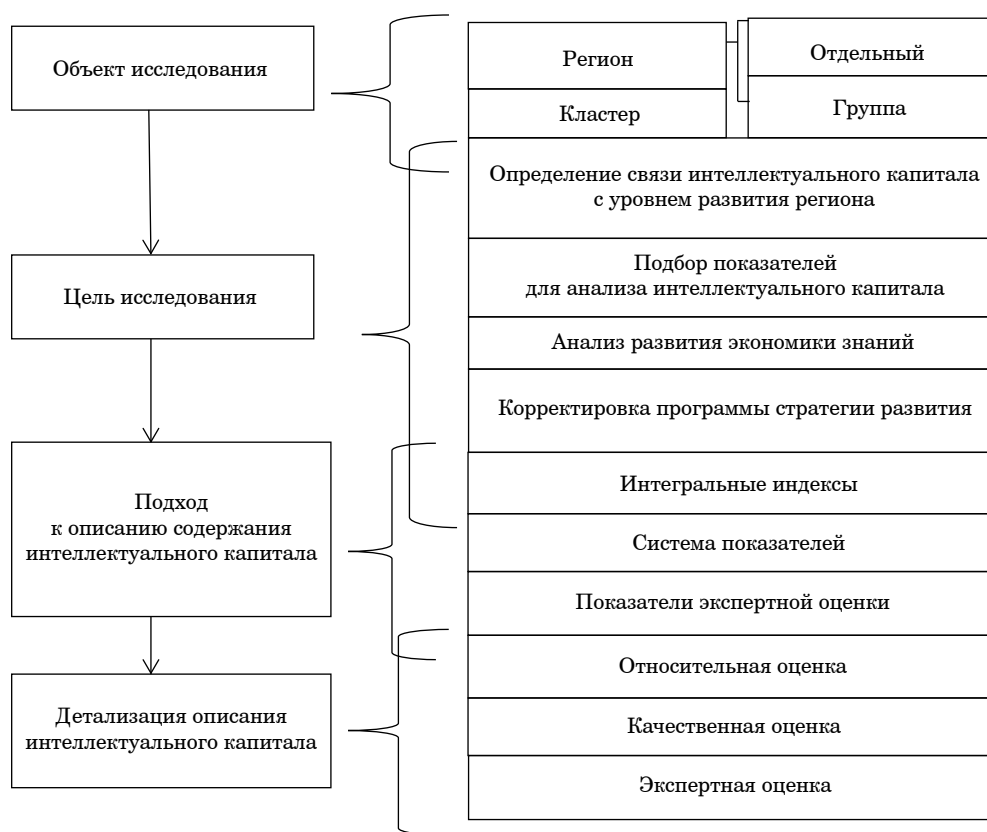 Объект исследования
Цель исследования
Подход
к описанию содержания
интеллектуального капитала
Детализация описания
интеллектуального капитала
Регион
Кластер
Отдельный
Группа
Определение связи интеллектуального капитала
с уровнем развития региона
Подбор показателей
для анализа интеллектуального капитала
Анализ развития экономики знаний
Корректировка программы стратегии развития
Интегральные индексы
Система показателей
Показатели экспертной оценки
Относительная оценка
Качественная оценка
Экспертная оценка